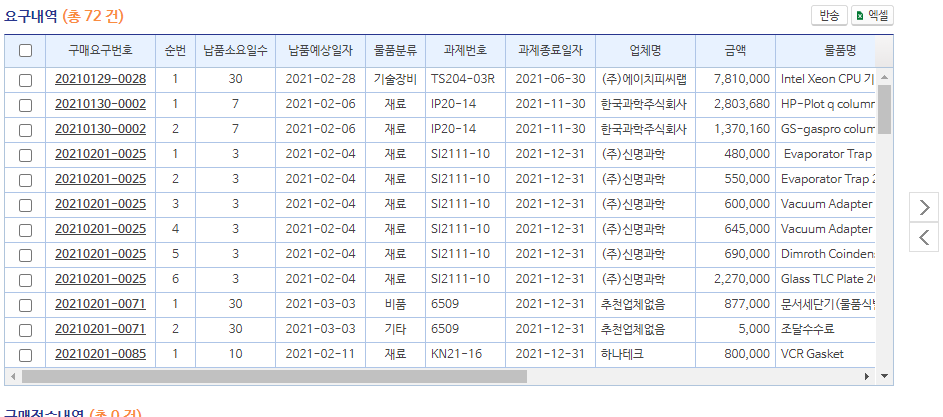 요구내역 (총 72 건) 반송 엑셀
구매요구번호 순번 납품소요일수 납품예상일자 물품분류 과제번호 과제종료일자 업체명 금액 물품명
20210129-0028 1 30 2021-02-28 기술장비 TS204-03R 2021-06-30 (주)에이치피씨랩 7,810,000 Intel Xeon CPU 기
20210130-0002 1 7 2021-02-06 재료 IP20-14 2021-11-30 한국과학주식회사 2,803,680 HP-Plot q column
20210130-0002 2 7 2021-02-06 재료 IP20-14 2021-11-30 한국과학주식회사 1,370,160 GS-gaspro colum
20210201-0025 1 3 2021-02-04 재료 SI2111-10 2021-12-31 (주)신명과학 480,000 Evaporator Trap
20210201-0025 2 3 2021-02-04 재료 SI2111-10 2021-12-31 (주)신명과학 550,000 Evaporator Trap 2
20210201-0025 3 3 2021-02-04 재료 SI2111-10 2021-12-31 (주)신명과학 600,000 Vacuum Adapter
20210201-0025 4 3 2021-02-04 재료 SI2111-10 2021-12-31 (주)신명과학 645,000 Vacuum Adapter
20210201-0025 5 3 2021-02-04 재료 SI2111-10 2021-12-31 (주)신명과학 690,000 Dimroth Coinden
20210201-0025 6 3 2021-02-04 재료 SI2111-10 2021-12-31 (주)신명과학 2,270,000 Glass TLC Plate 20
20210201-0071 1 30 2021-03-03 비품 6509 2021-12-31 추천업체없음 877,000 문서세단기(물품식별
20210201-0071 2 30 2021-03-03 기타 6509 2021-12-31 추천업체없음 5,000 조달수수료
20210201-0085 1 10 2021-02-11 재료 KN21-16 2021-12-31 하나테크 800,000 VCR Gasket
구매접수내역 (총 0 건)